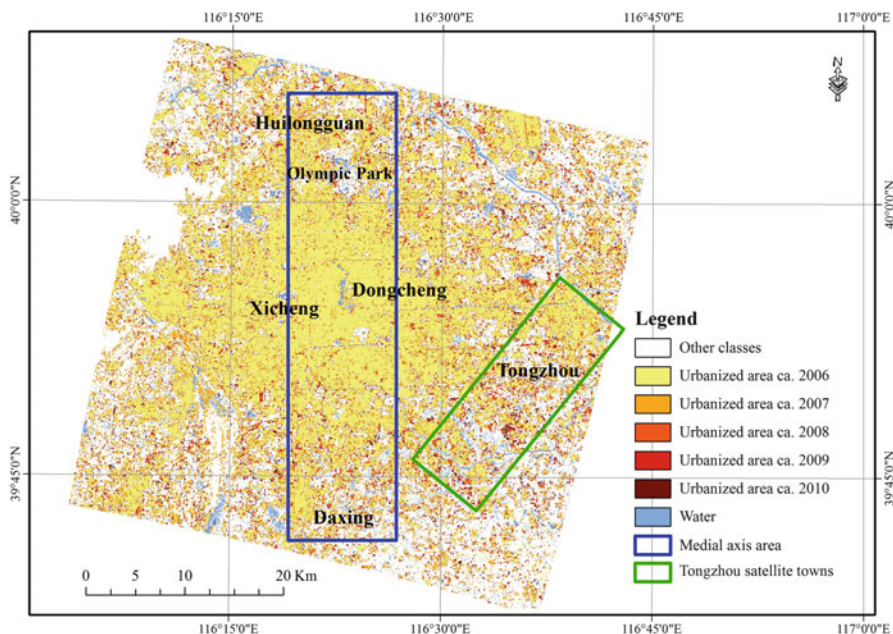 116°15'0"E 116°30'0"E 116°45'0"E 117°0'0"E
N
Huilongguan
Olympic Park
40°0'0"N 40°0'0"N
Dongcheng
Xicheng
Tongzhou
Legend
Other classes
Urbanized area ca. 2006
Urbanized area ca. 2007
Urbanized area ca. 2008
Urbanized area ca. 2009
Urbanized area ca. 2010
Water
Medial axis area
Tongzhou satellite towns
39°45'0"N 39°45'0"N
Daxing
0 5 10 20 Km
116°15'0"E 116°30'0"E 116°45'0"E 117°0'0"E